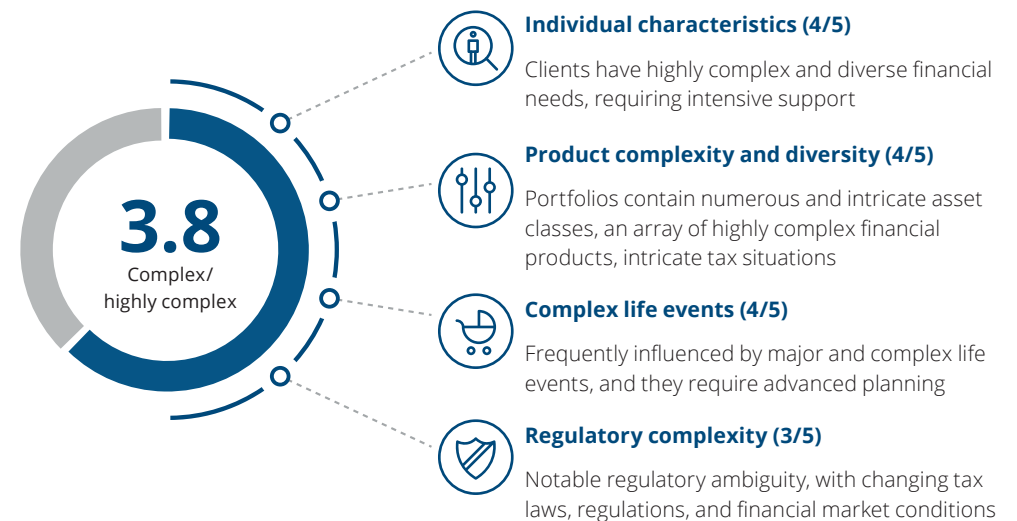 3.8
Complex/
highly complex
Individual characteristics (4/5)
Clients have highly complex and diverse financial
needs, requiring intensive support
Product complexity and diversity (4/5)
Portfolios contain numerous and intricate asset
classes, an array of highly complex financial
products, intricate tax situations
Complex life events (4/5)
Frequently influenced by major and complex life
events, and they require advanced planning
Regulatory complexity (3/5)
Notable regulatory ambiguity, with changing tax
laws, regulations, and financial market conditions